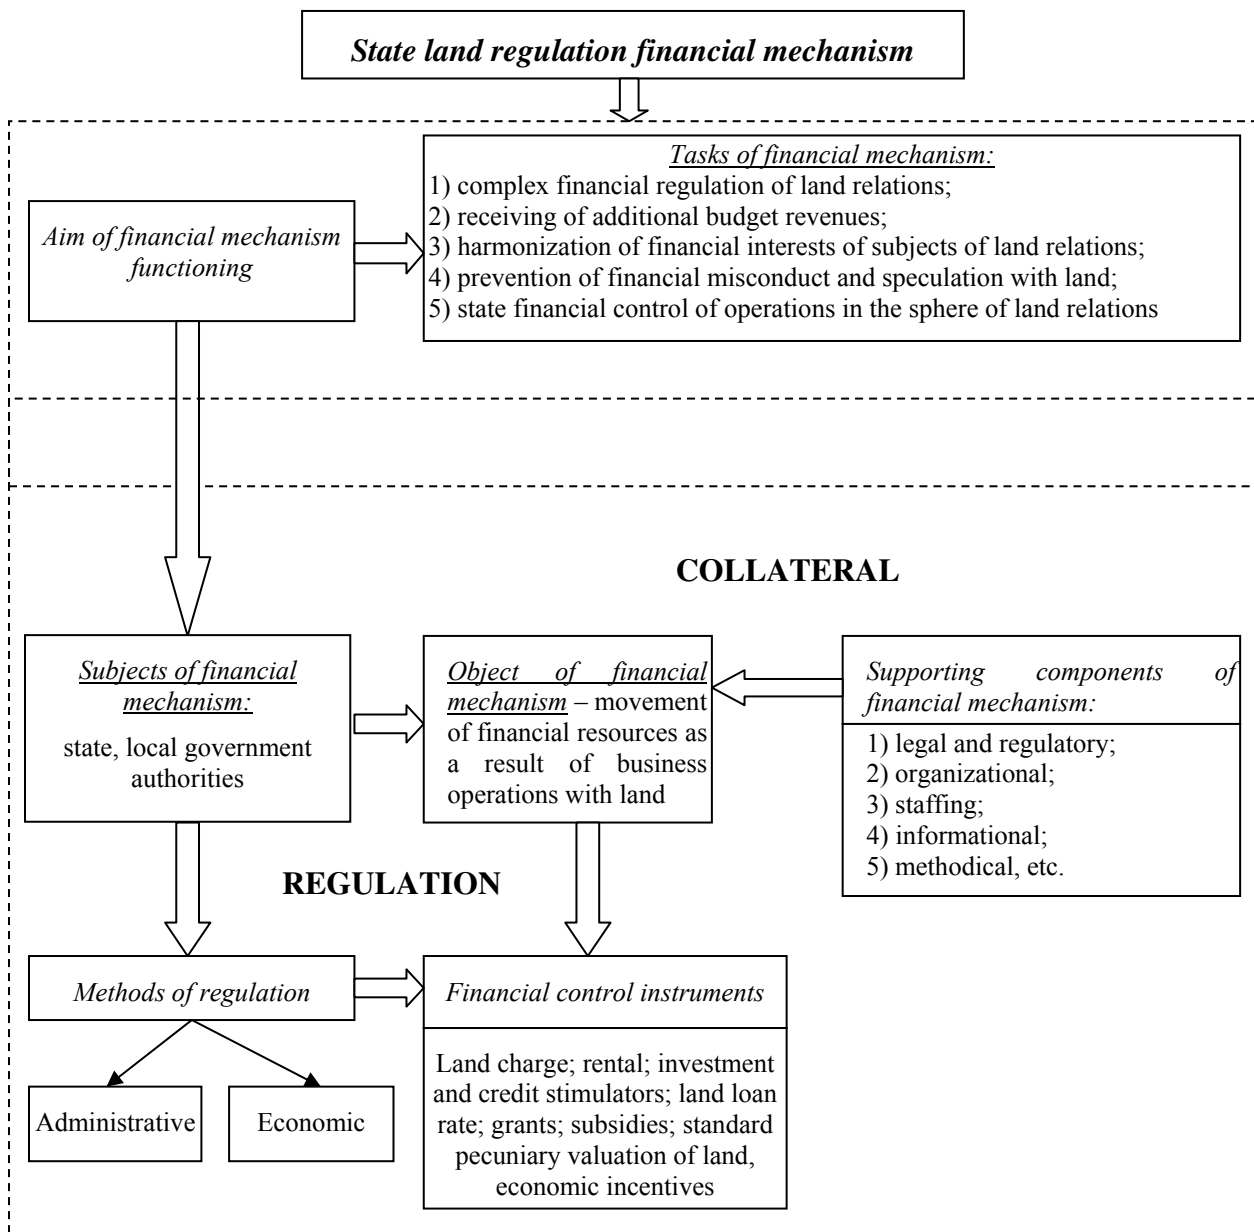 State land regulation financial mechanism
Tasks of financial mechanism:
1) complex financial regulation of land relations;
2) receiving of additional budget revenues;
3) harmonization of financial interests of subjects of land relations;
4) prevention of financial misconduct and speculation with land;
5) state financial control of operations in the sphere of land relations
Aim of financial mechanism
functioning
COLLATERAL
Subjects of financial
mechanism:
state, local government
authorities
Object of financial
mechanism – movement
of financial resources as
a result of business
operations with land
Supporting components of
financial mechanism:
1) legal and regulatory;
2) organizational;
3) staffing;
4) informational;
5) methodical, etc.
REGULATION
Methods of regulation
Financial control instruments
Administrative
Economic
Land charge; rental; investment
and credit stimulators; land loan
rate; grants; subsidies; standard
pecuniary valuation of land,
economic incentives